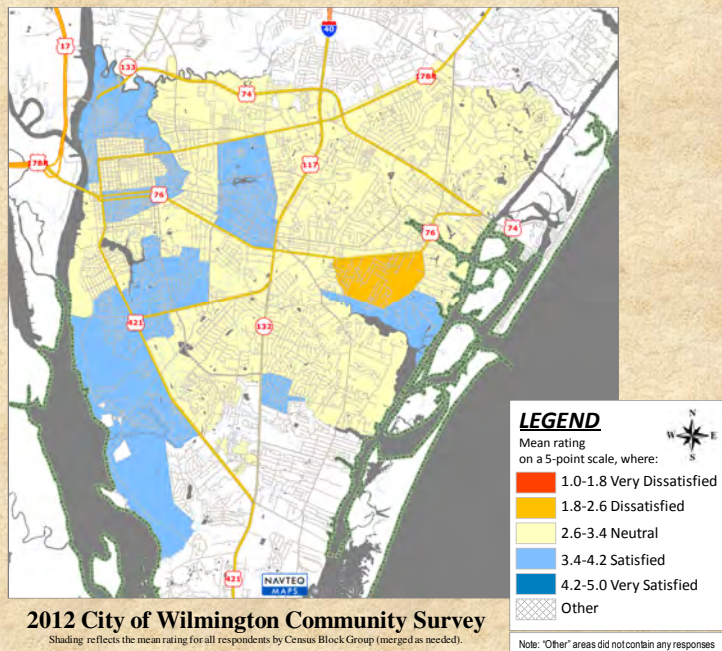 17
133
40
74
17BR
17BR
117
76
76
74
421
132
421
NAVTEQ
MAPS
LEGEND
N
W E
S
Mean rating
on a 5-point scale, where:
1.0-1.8 Very Dissatisfied
1.8-2.6 Dissatisfied
2.6-3.4 Neutral
3.4-4.2 Satisfied
4.2-5.0 Very Satisfied
Other
2012 City of Wilmington Community Survey
Shading reflects the mean rating for all respondents by Census Block Group (merged as needed).
Note: "Other" areas did not contain any responses